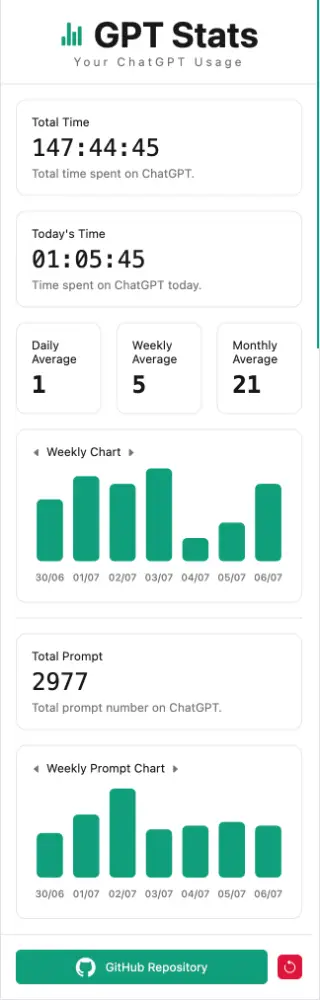 GPT Stats
Your ChatGPT Usage
Total Time
147:44:45
Total time spent on ChatGPT.
Today's Time
01:05:45
Time spent on ChatGPT today.
Daily
Average
1
Weekly
Average
5
Monthly
Average
21
Weekly Chart
30/06 01/07 02/07 03/07 04/07 05/07 06/07
Total Prompt
2977
Total prompt number on ChatGPT.
Weekly Prompt Chart
30/06 01/07 02/07 03/07 04/07 05/07 06/07
GitHub Repository